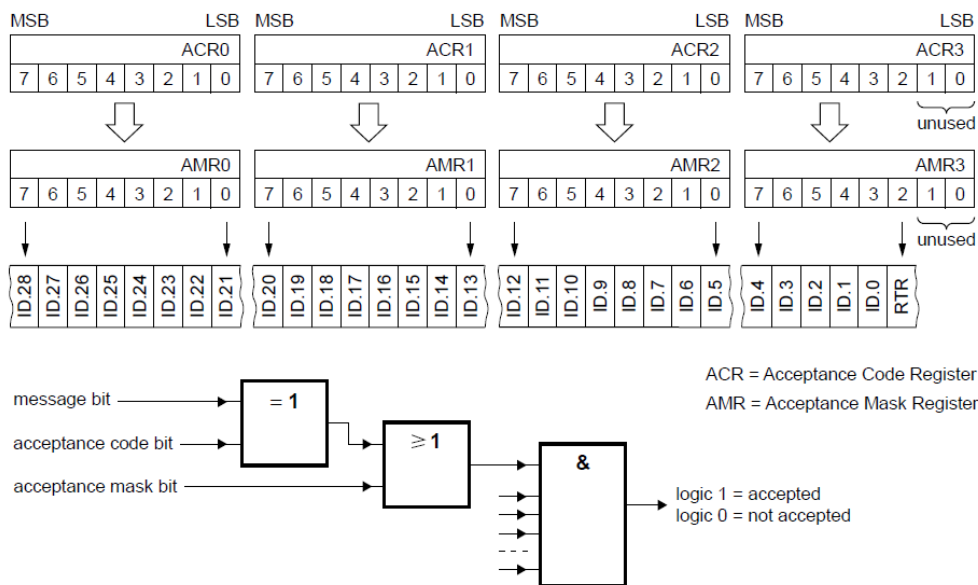 MSB LSB MSB LSB MSB LSB MSB LSB
ACR0 ACR1 ACR2 ACR3
7 6 5 4 3 2 1 0 7 6 5 4 3 2 1 0 7 6 5 4 3 2 1 0 7 6 5 4 3 2 1 0
unused
AMR0 AMR1 AMR2 AMR3
7 6 5 4 3 2 1 0 7 6 5 4 3 2 1 0 7 6 5 4 3 2 1 0 7 6 5 4 3 2 1 0
unused
ID.28 ID.27 ID.26 ID.25 ID.24 ID.23 ID.22 ID.21 ID.20 ID.19 ID.18 ID.17 ID.16 ID.15 ID.14 ID.13 ID.12 ID.11 ID.10 ID.9 ID.8 ID.7 ID.6 ID.5 ID.4 ID.3 ID.2 ID.1 ID.0 RTR
ACR = Acceptance Code Register
AMR = Acceptance Mask Register
message bit
= 1
acceptance code bit
≥ 1
acceptance mask bit
&
logic 1 = accepted
logic 0 = not accepted